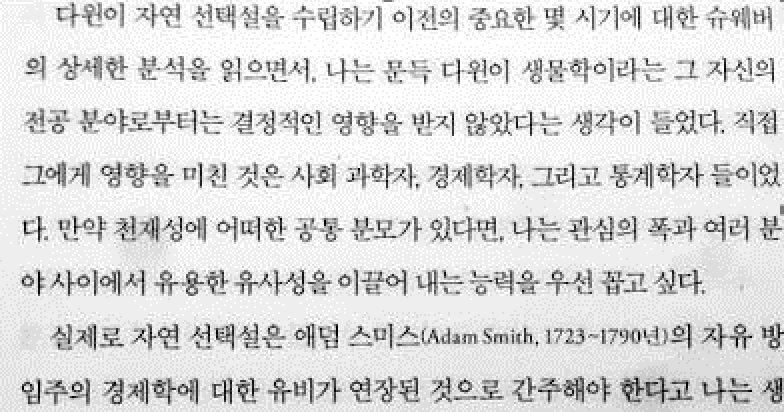 다윈이 자연 선택설을 수립하기 이전의 중요한 몇 시기에 대한 슈웨버
의 상세한 분석을 읽으면서, 나는 문득 다윈이 생물학이라는 그 자신의
전공 분야로부터는 결정적인 영향을 받지 않았다는 생각이 들었다. 직접
그에게 영향을 미친 것은 사회 과학자, 경제학자, 그리고 통계학자 들이었
다. 만약 천재성에 어떠한 공통 분모가 있다면, 나는 관심의 폭과 여러 분
야 사이에서 유용한 유사성을 이끌어 내는 능력을 우선 꼽고 싶다.
실제로 자연 선택설은 애덤 스미스(Adam Smith, 1723~1790년)의 자유 방
임주의 경제학에 대한 유비가 연장된 것으로 간주해야 한다고 나는 생